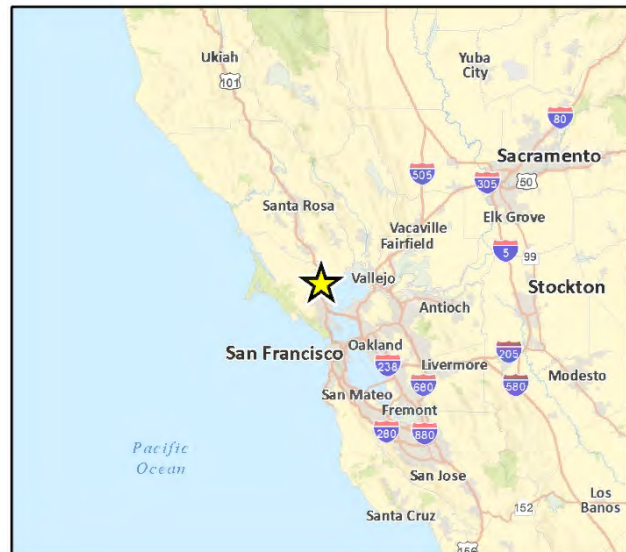 Ukiah
101
Yuba
City
80
Sacramento
505
305
50
Santa Rosa
Elk Grove
Vacaville
Fairfield
5
99
Vallejo
Stockton
Antioch
Oakland
San Francisco
238
Livermore
205
680
580
Modesto
San Mateo
Fremont
280
880
Pacific
Ocean
San Jose
Los
Banos
152
Santa Cruz
156